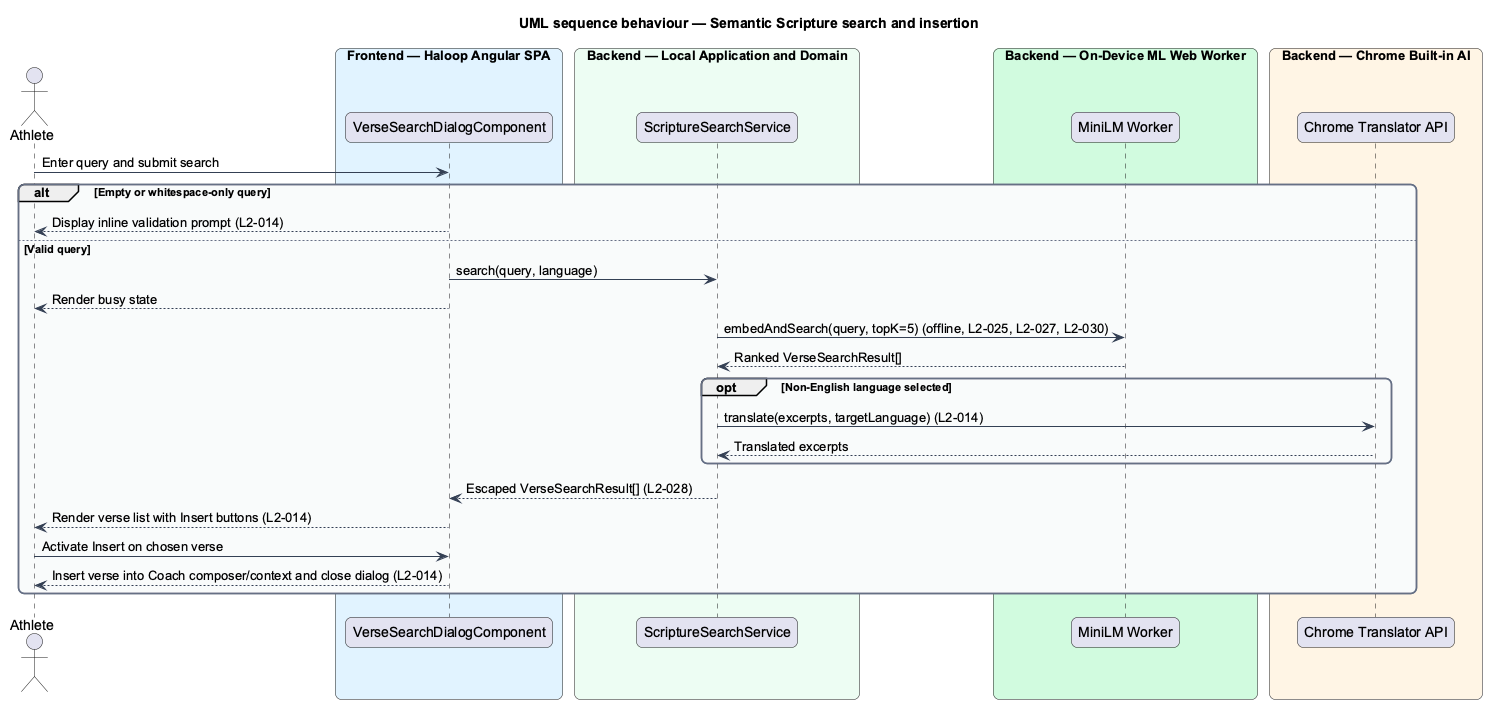 UML sequence behaviour — Semantic Scripture search and insertion
Frontend — Haloop Angular SPA
Backend — Local Application and Domain
Backend — On-Device ML Web Worker
Backend — Chrome Built-in AI
Athlete
VerseSearchDialogComponent
ScriptureSearchService
MiniLM Worker
Chrome Translator API
Enter query and submit search
alt [Empty or whitespace-only query]
Display inline validation prompt (L2-014)
[Valid query]
search(query, language)
Render busy state
embedAndSearch(query, topK=5) (offline, L2-025, L2-027, L2-030)
Ranked VerseSearchResult[]
opt [Non-English language selected]
translate(excerpts, targetLanguage) (L2-014)
Translated excerpts
Escaped VerseSearchResult[] (L2-028)
Render verse list with Insert buttons (L2-014)
Activate Insert on chosen verse
Insert verse into Coach composer/context and close dialog (L2-014)
Athlete
VerseSearchDialogComponent
ScriptureSearchService
MiniLM Worker
Chrome Translator API